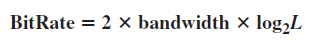 BitRate = 2 × bandwidth × log₂L